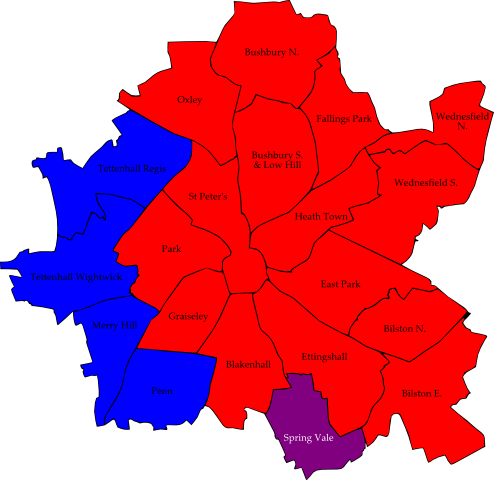 Bushbury N.
Oxley
Fallings Park
Wednesfield
N.
Bushbury S.
& Low Hill
Tettenhall Regis
Wednesfield S.
St Peter's
Heath Town
Park
Tettenhall Wightwick
East Park
Graiseley
Merry Hill
Bilston N.
Ettingshall
Blakenhall
Penn
Bilston E.
Spring Vale